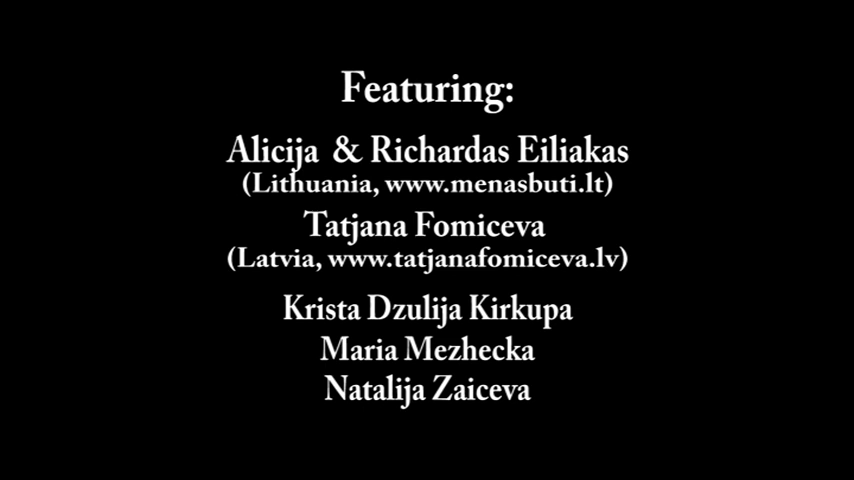 Featuring:
Alicija & Richardas Eiliakas
(Lithuania, www.menasbuti.lt)
Tatjana Fomiceva
(Latvia, www.tatjanafomiceva.lv)
Krista Dzulija Kirkupa
Maria Mezhecka
Natalija Zaiceva